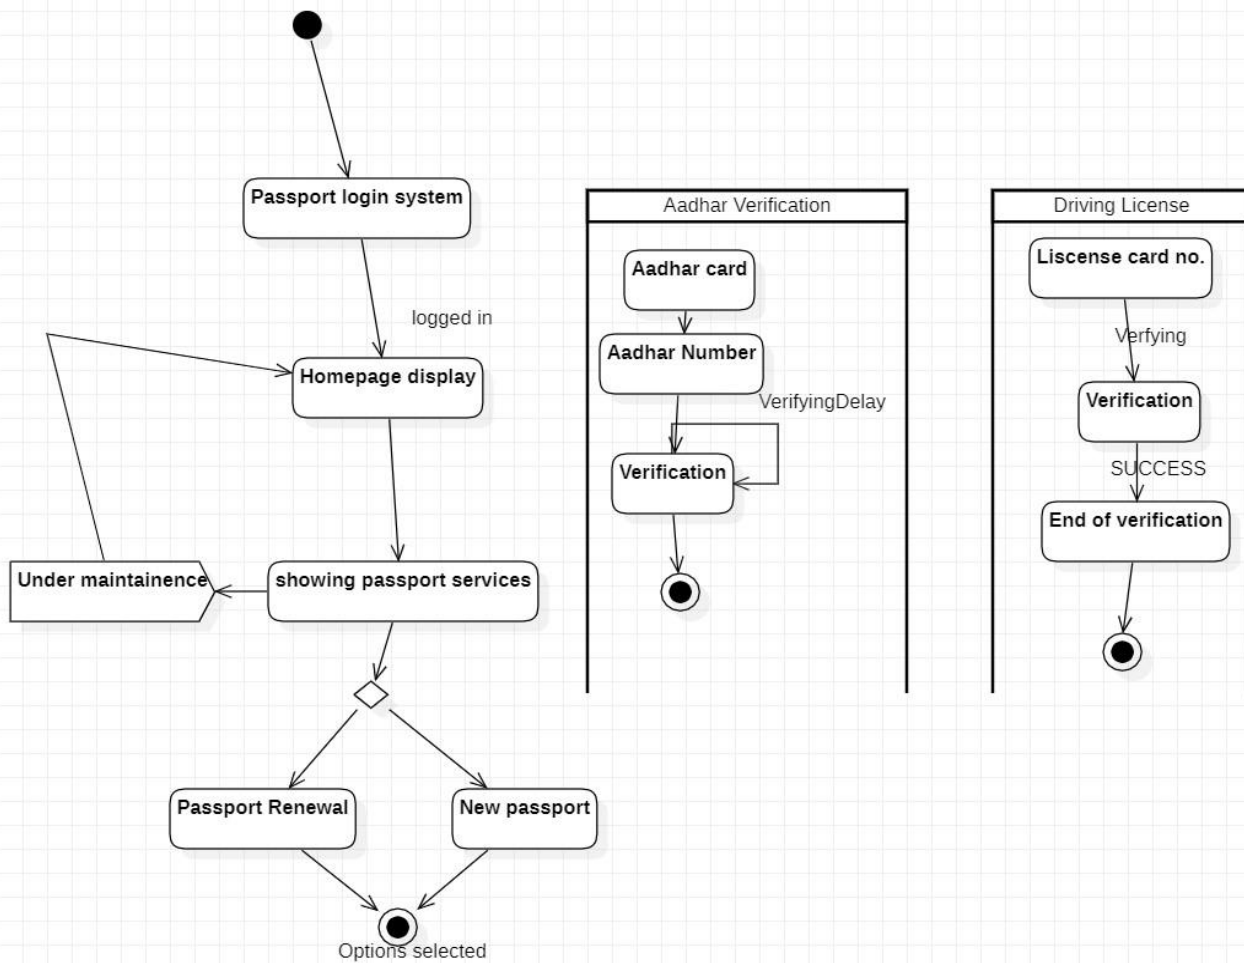 Passport login system
logged in
Homepage display
Under maintainence
showing passport services
Passport Renewal
New passport
Options selected
Aadhar Verification
Aadhar card
Aadhar Number
VerifyingDelay
Verification
Driving License
Liscense card no.
Verfying
Verification
SUCCESS
End of verification